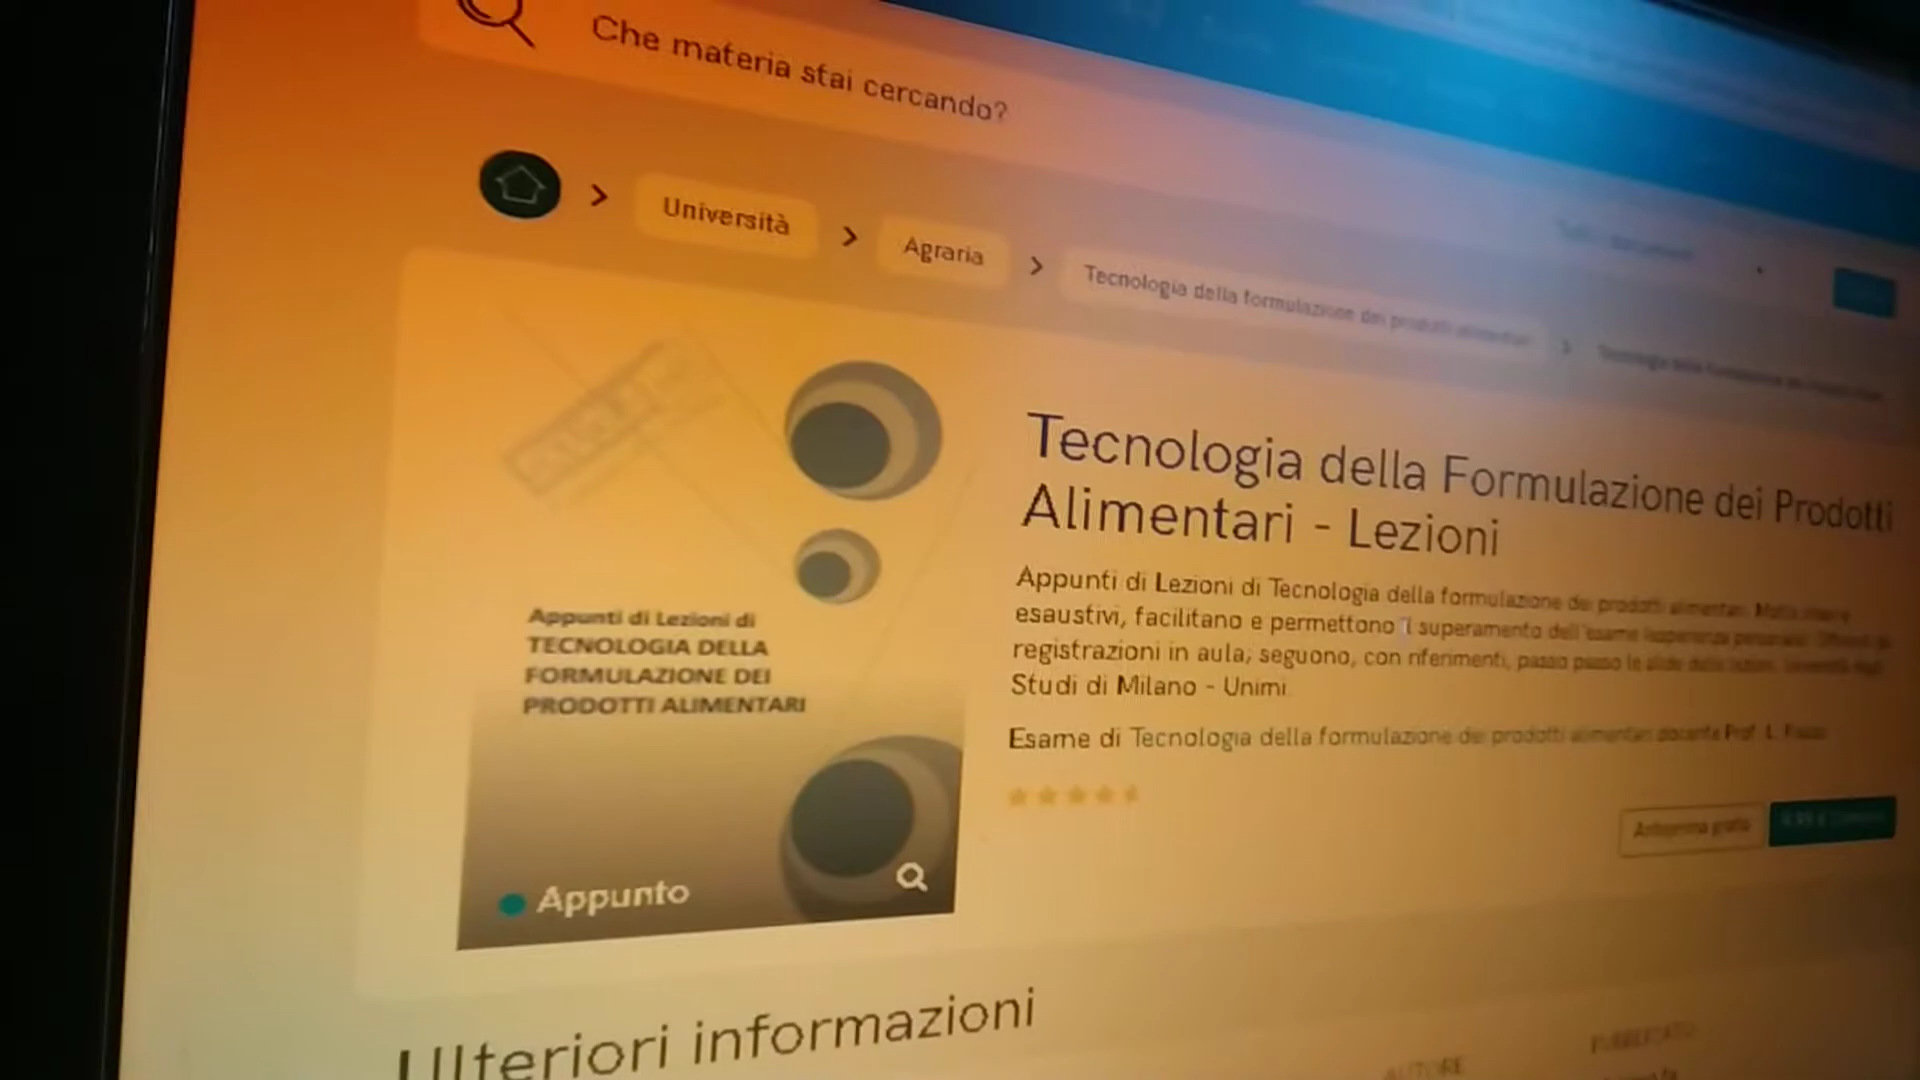 Che materia stai cercando?
Università
Agraria
Tecnologia della formulazione dei prodotti alimentari
Tecnologia della Formulazione dei Prodotti
Alimentari - Lezioni
Appunti di Lezioni di Tecnologia della formulazione dei prodotti alimentari. Molto
esaustivi, facilitano e permettono il superamento dell'esame
registrazioni in aula; seguono, con riferimenti, passo passo le slide delle lezioni.
Studi di Milano - Unimi
Esame di Tecnologia della formulazione dei prodotti alimentari docente Prof. L.
Appunti di Lezioni di
TECNOLOGIA DELLA
FORMULAZIONE DEI
PRODOTTI ALIMENTARI
Appunto
Anteprima gratis
Ulteriori informazioni
AUTORE
PUBBLICATO